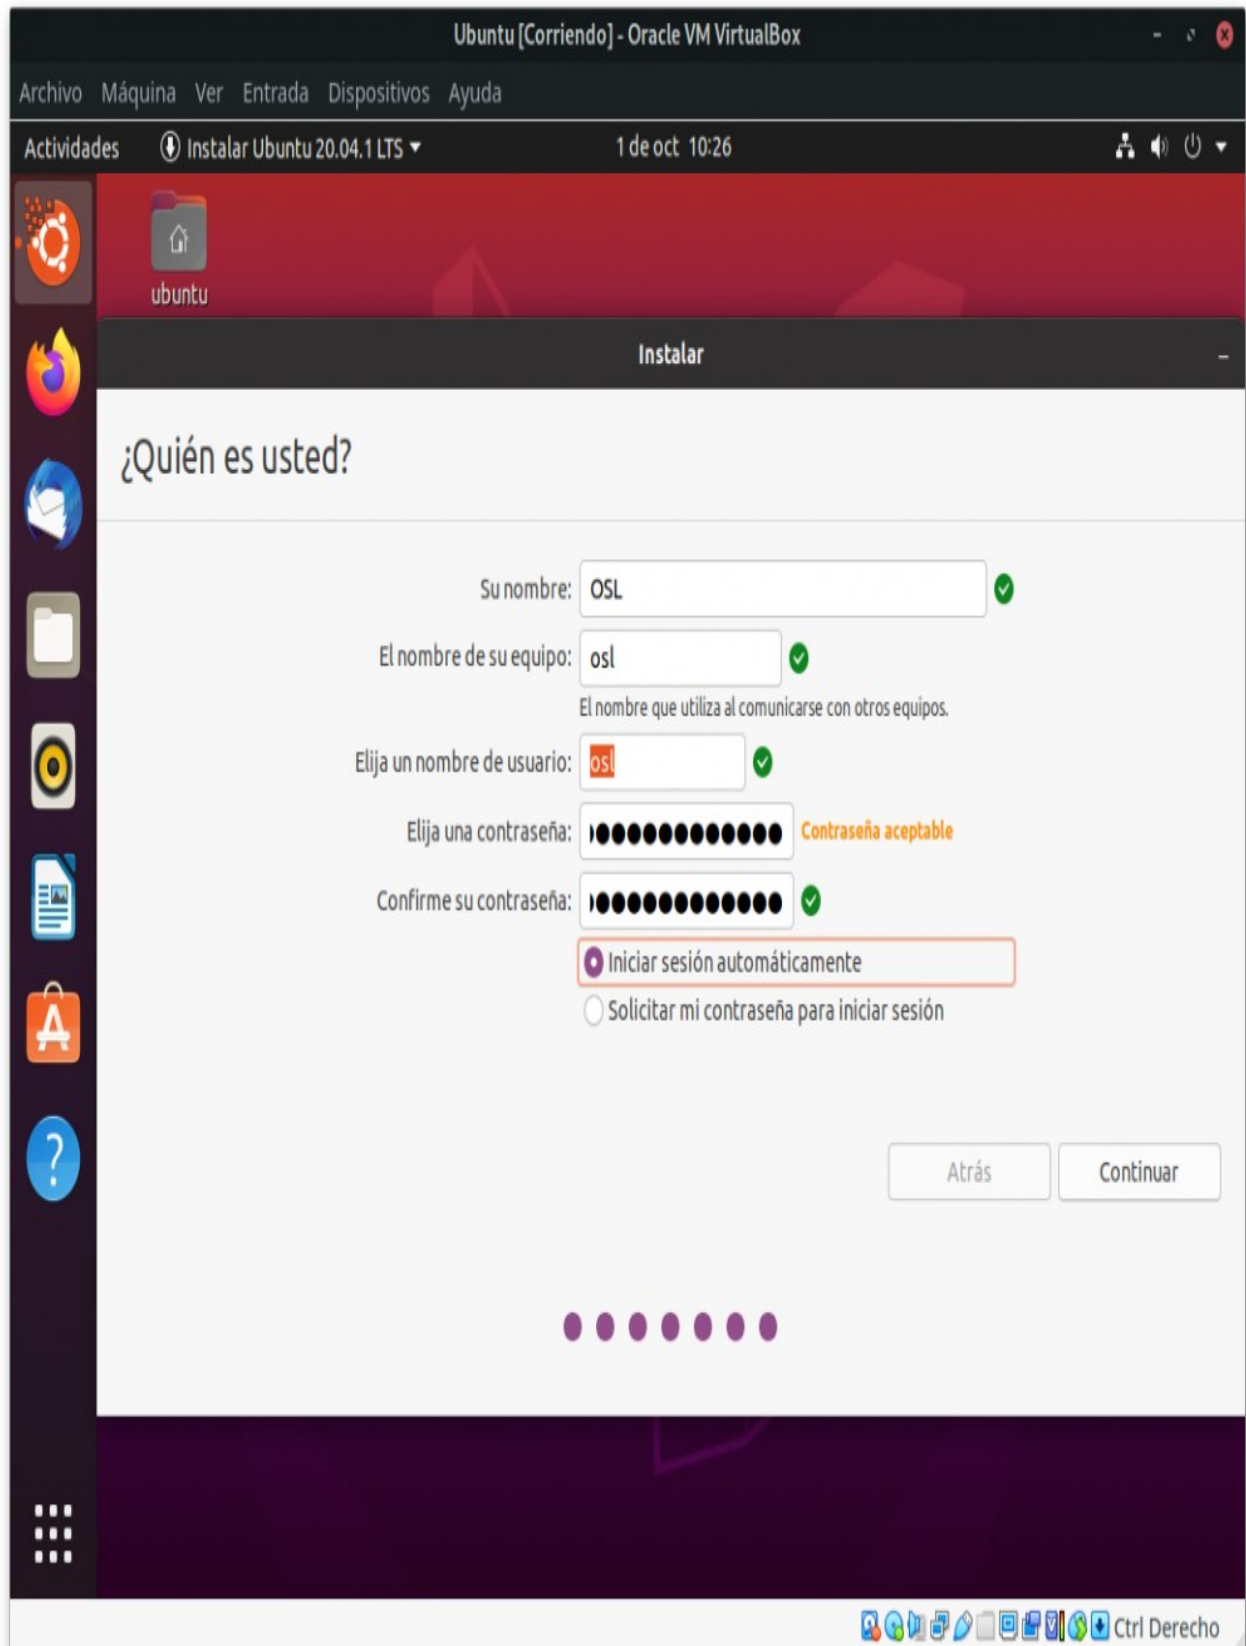 Ubuntu [Corriendo] - Oracle VM VirtualBox
Archivo Máquina Ver Entrada Dispositivos Ayuda
Actividades Instalar Ubuntu 20.04.1 LTS 1 de oct 10:26
ubuntu
Instalar
¿Quién es usted?
Su nombre: OSL
El nombre de su equipo: osl
El nombre que utiliza al comunicarse con otros equipos.
Elija un nombre de usuario: osl
Elija una contraseña: Contraseña aceptable
Confirme su contraseña:
Iniciar sesión automáticamente
Solicitar mi contraseña para iniciar sesión
Atrás Continuar
Ctrl Derecho